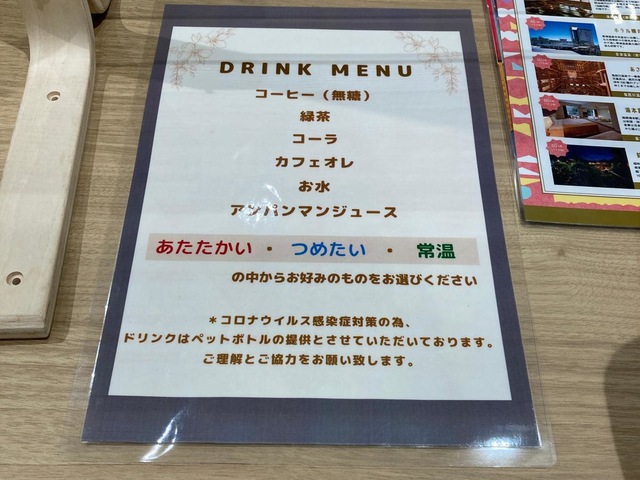 DRINK MENU
コーヒー（無糖）
緑茶
コーラ
カフェオレ
お水
アンパンマンジュース
あたたかい ・ つめたい ・ 常温
の中からお好みのものをお選びください
＊コロナウイルス感染症対策の為、
ドリンクはペットボトルの提供とさせていただいております。
ご理解とご協力をお願い致します。